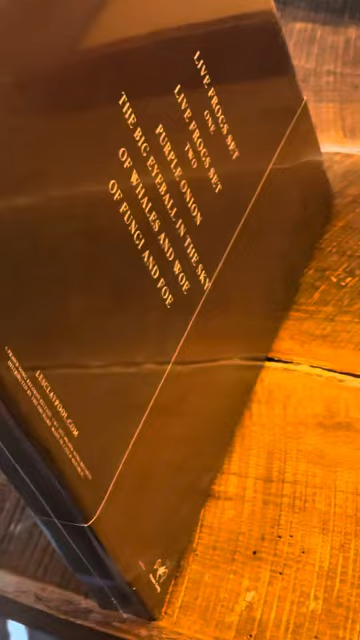 LIVE FROGS SET
ONE
LIVE FROGS SET
TWO
PURPLE ONION
THE BIG EYEBALL IN THE SKY
OF WHALES AND WOE
OF FUNGI AND FOE
LESCLAYPOOL.COM